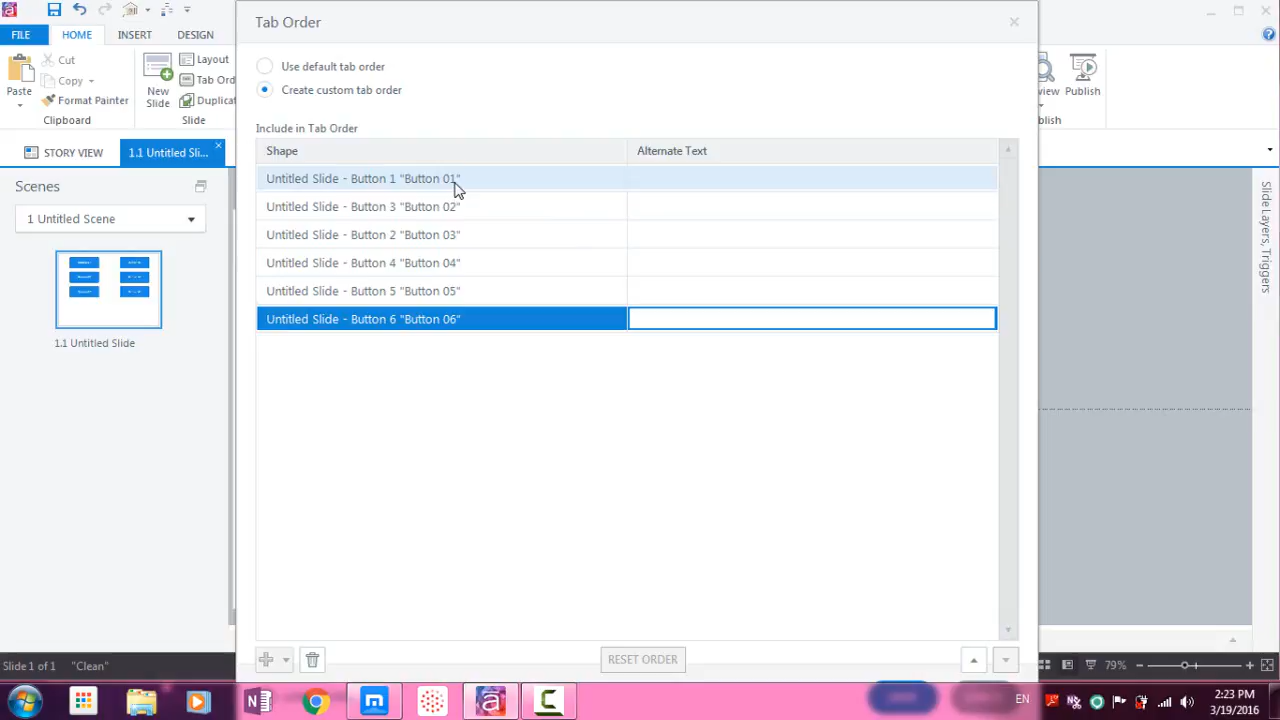 Tab Order
FILE
HOME
INSERT
DESIGN
Paste
Cut
Copy
Format Painter
Clipboard
New
Slide
Layout
Tab Ord
Duplicat
Slide
view
Publish
blish
Use default tab order
Create custom tab order
Include in Tab Order
Shape
Alternate Text
Untitled Slide - Button 1 "Button 01"
Untitled Slide - Button 3 "Button 02"
Untitled Slide - Button 2 "Button 03"
Untitled Slide - Button 4 "Button 04"
Untitled Slide - Button 5 "Button 05"
Untitled Slide - Button 6 "Button 06"
RESET ORDER
STORY VIEW
1.1 Untitled Sli...
Scenes
1 Untitled Scene
1.1 Untitled Slide
Slide Layers, Triggers
Slide 1 of 1
"Clean"
79%
EN
2:23 PM
3/19/2016